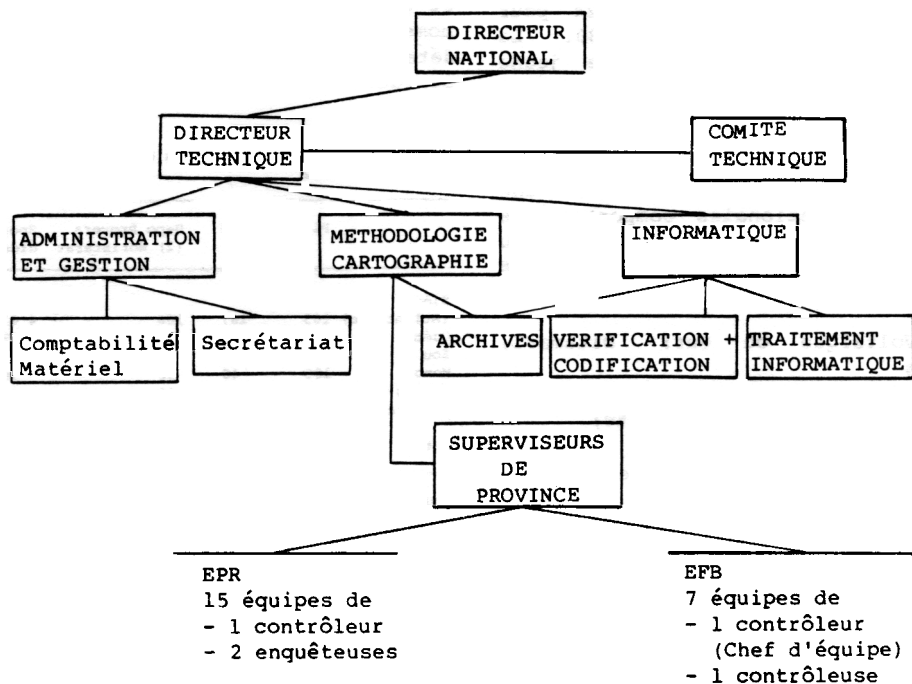 DIRECTEUR
NATIONAL
DIRECTEUR
TECHNIQUE
COMITE
TECHNIQUE
ADMINISTRATION
ET GESTION
METHODOLOGIE
CARTOGRAPHIE
INFORMATIQUE
Comptabilité
Matériel
Secrétariat
ARCHIVES
VERIFICATION +
CODIFICATION
TRAITEMENT
INFORMATIQUE
SUPERVISEURS
DE
PROVINCE
EPR
15 équipes de
- 1 contrôleur
- 2 enquêteuses
EFB
7 équipes de
- 1 contrôleur
(Chef d'équipe)
- 1 contrôleuse